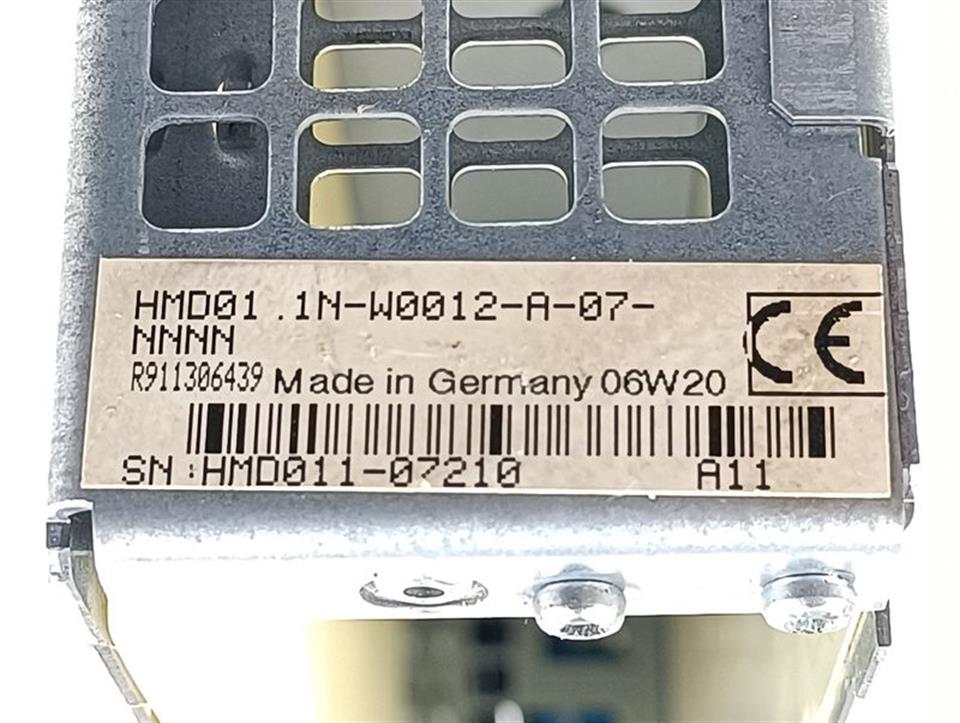 HMD01.1N-W0012-A-07-
NNNN
R911306439 Made in Germany 06W20
CE
SN:HMD011-07210 A11